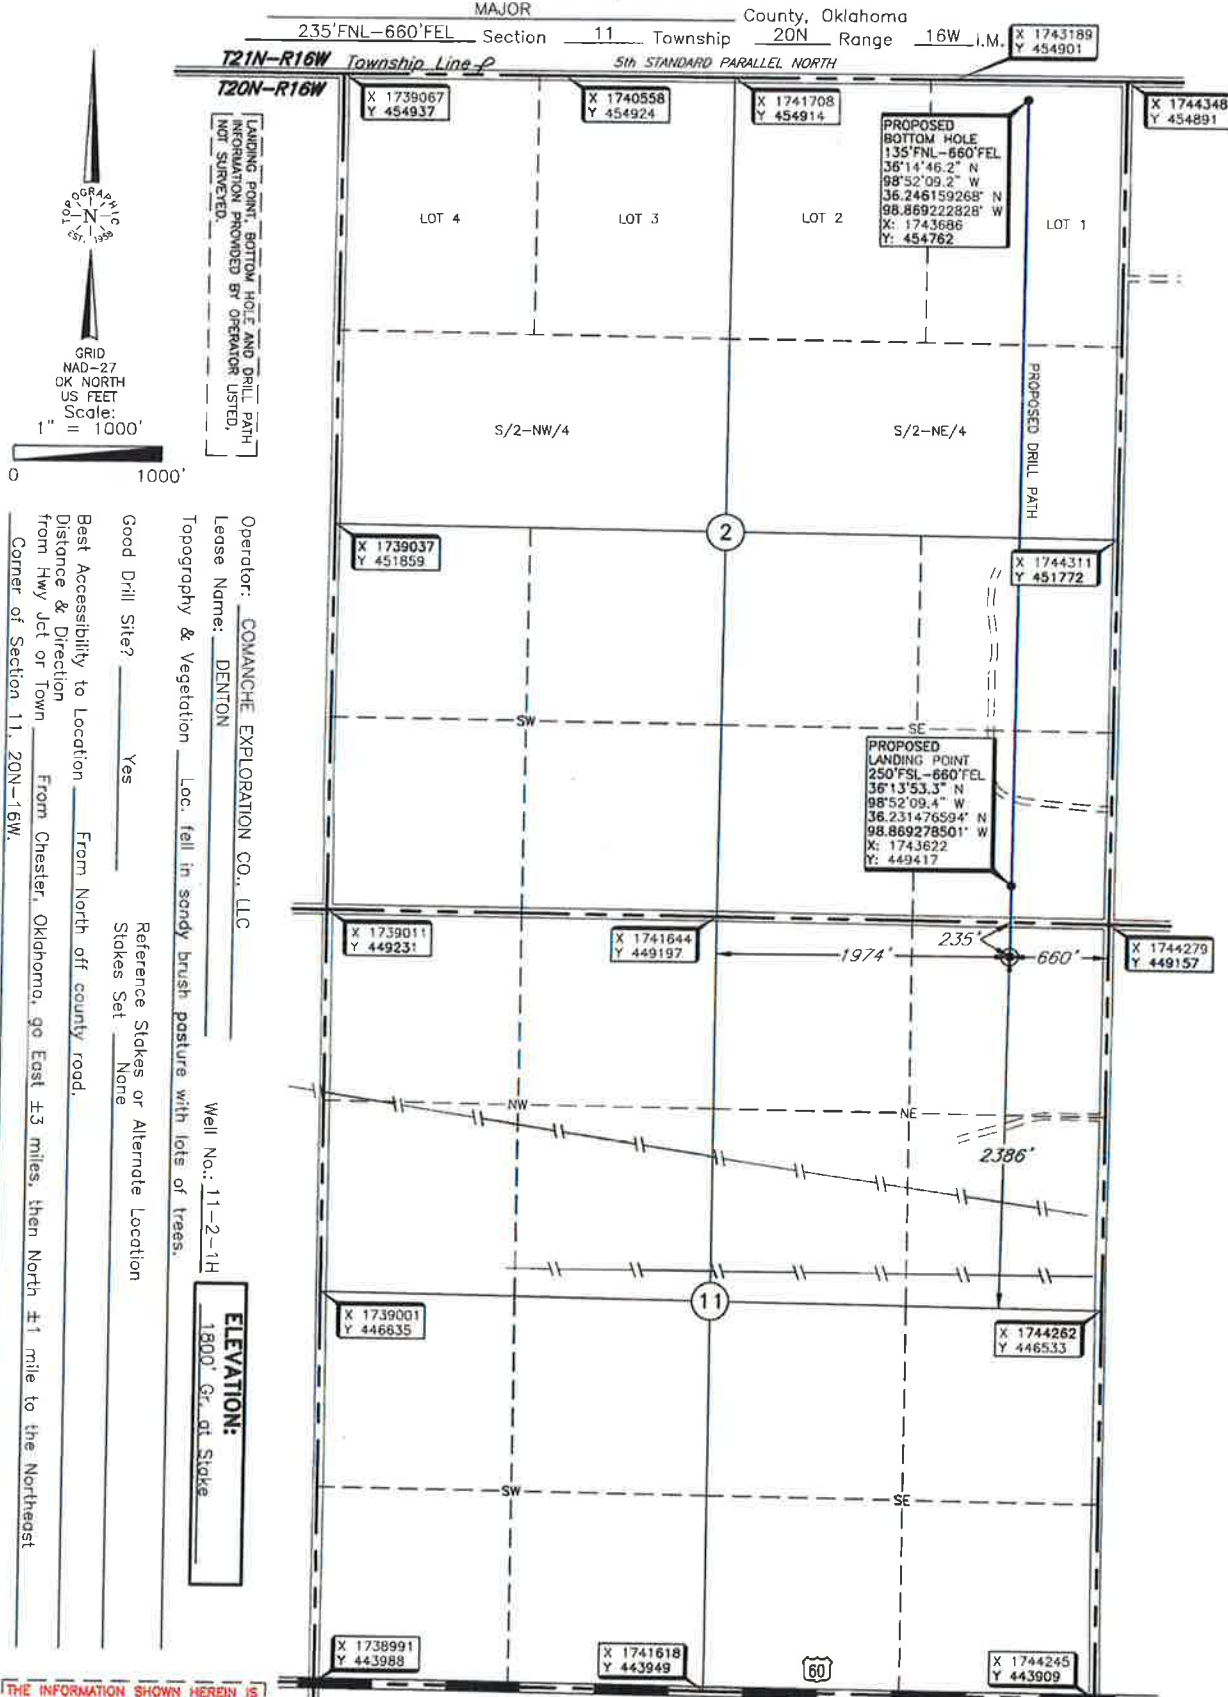 MAJOR County, Oklahoma
235'FNL-660'FEL Section 11 Township 20N Range 16W I.M.
X 1743189
Y 454901
T21N-R16W Township Line 5th STANDARD PARALLEL NORTH
T20N-R16W
X 1739067
Y 454937
X 1740558
Y 454924
X 1741708
Y 454914
X 1744348
Y 454891
PROPOSED
BOTTOM HOLE
135'FNL-660'FEL
36°14'46.2" N
98°52'09.2" W
36.246159268° N
98.869222828° W
X: 1743686
Y: 454762
LOT 4
LOT 3
LOT 2
LOT 1
LANDING POINT, BOTTOM HOLE AND DRILL PATH
INFORMATION PROVIDED BY OPERATOR LISTED,
NOT SURVEYED.
TOPOGRAPHIC
N
EST. 1958
GRID
NAD-27
OK NORTH
US FEET
Scale:
1" = 1000'
0 1000'
PROPOSED DRILL PATH
S/2-NW/4
S/2-NE/4
2
X 1739037
Y 451859
X 1744311
Y 451772
SW
SE
PROPOSED
LANDING POINT
250'FSL-660'FEL
36°13'53.3" N
98°52'09.4" W
36.231476594° N
98.869278501° W
X: 1743622
Y: 449417
X 1739011
Y 449231
X 1741644
Y 449197
X 1744279
Y 449157
235'
1974'
660'
NW
NE
2386'
11
X 1739001
Y 446635
X 1744262
Y 446533
SW
SE
X 1738991
Y 443988
X 1741618
Y 443949
60
X 1744245
Y 443909
Operator: COMANCHE EXPLORATION CO., LLC
Lease Name: DENTON Well No.: 11-2-1H
ELEVATION:
1800' Gr. at Stake
Topography & Vegetation Loc. fell in sandy brush pasture with lots of trees.
Good Drill Site? Yes
Reference Stakes or Alternate Location
Stakes Set None
Best Accessibility to Location From North off county road.
Distance & Direction
from Hwy Jct or Town From Chester, Oklahoma, go East ±3 miles, then North ±1 mile to the Northeast
Corner of Section 11, 20N-16W.
THE INFORMATION SHOWN HEREIN IS